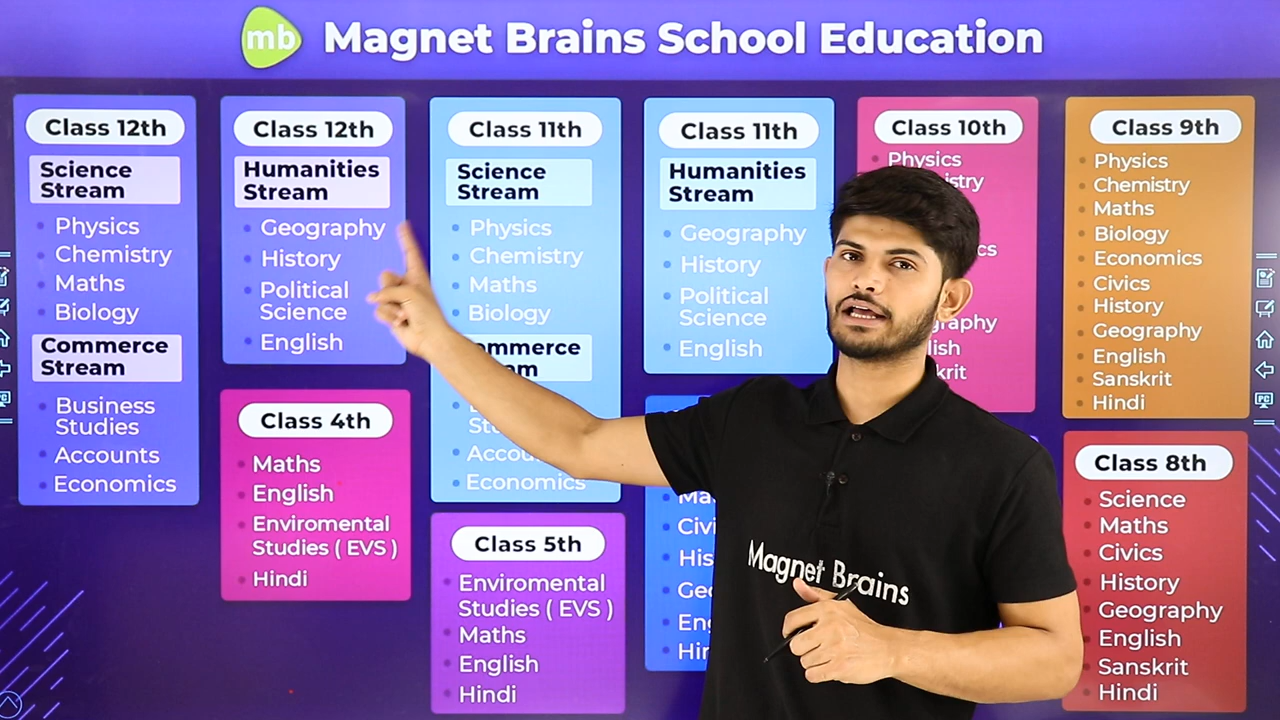 mb Magnet Brains School Education
Class 12th
Science
Stream
Physics
Chemistry
Maths
Biology
Commerce
Stream
Business
Studies
Accounts
Economics
Class 12th
Humanities
Stream
Geography
History
Political
Science
English
Class 4th
Maths
English
Enviromental
Studies ( EVS )
Hindi
Class 11th
Science
Stream
Physics
Chemistry
Maths
Biology
Economics
Class 5th
Enviromental
Studies ( EVS )
Maths
English
Hindi
Class 11th
Humanities
Stream
Geography
History
Political
Science
English
Class 10th
Physics
Class 9th
Physics
Chemistry
Maths
Biology
Economics
Civics
History
Geography
English
Sanskrit
Hindi
Class 8th
Science
Maths
Civics
History
Geography
English
Sanskrit
Hindi
Magnet Brains
PC